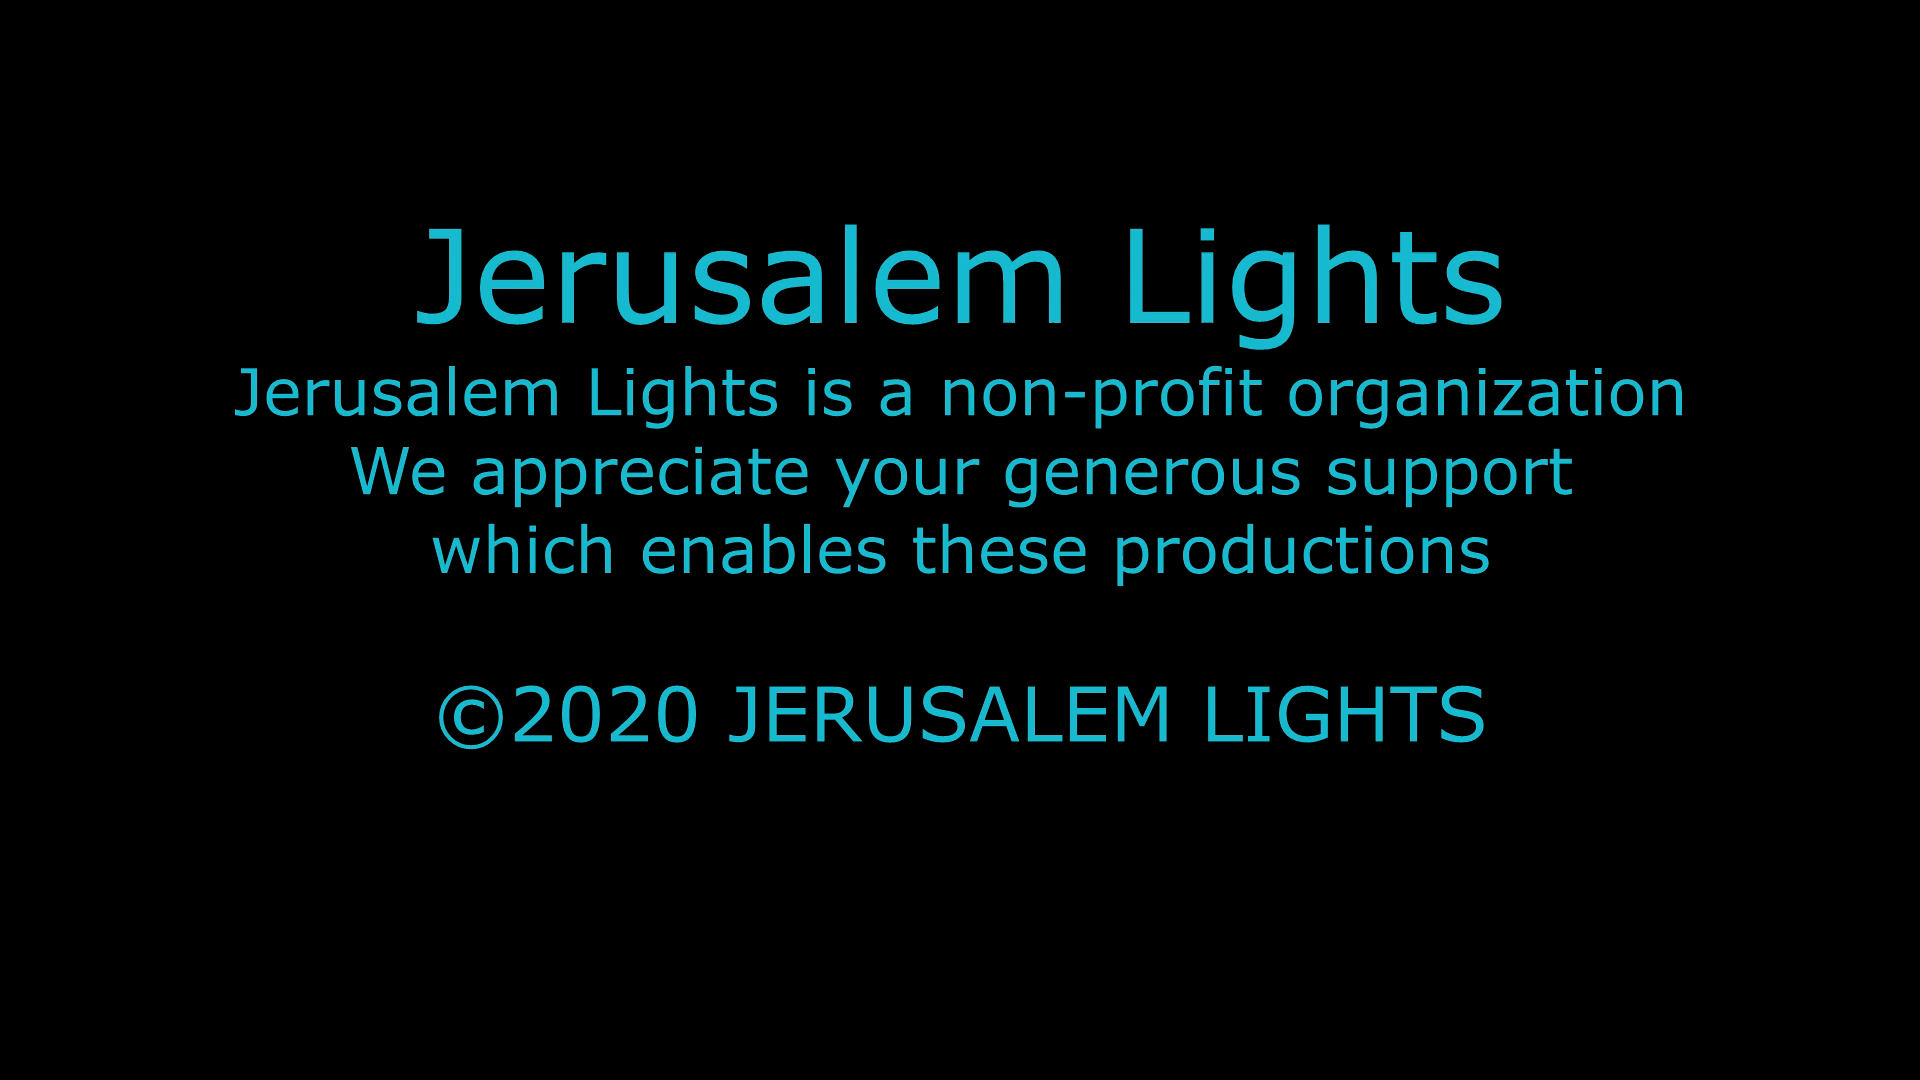 Jerusalem Lights
Jerusalem Lights is a non-profit organization
We appreciate your generous support
which enables these productions
©2020 JERUSALEM LIGHTS